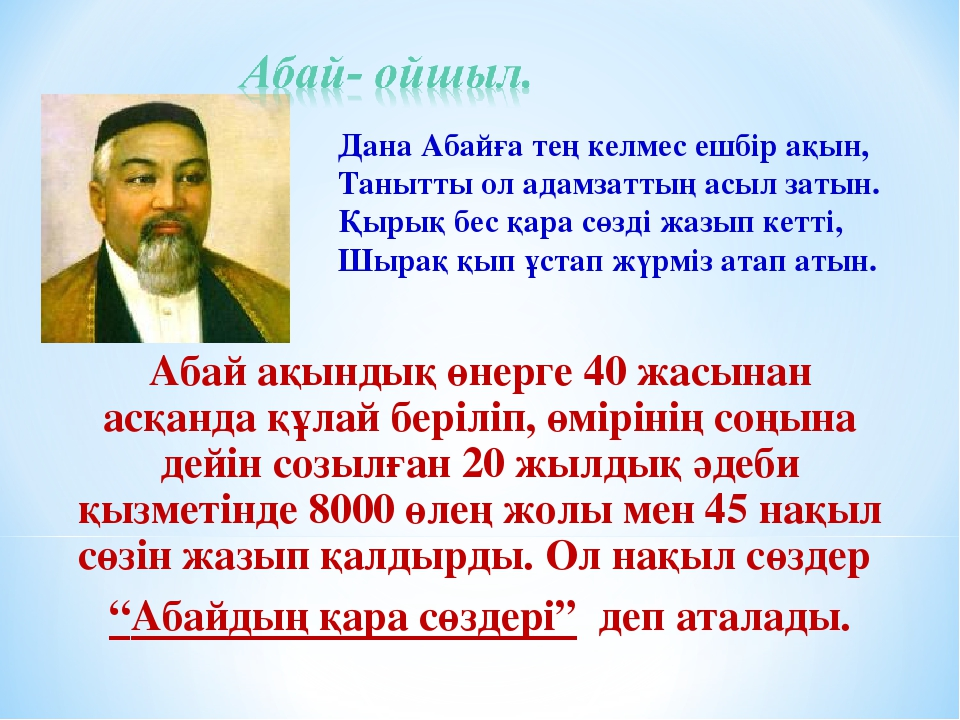 Абай- ойшыл.
Дана Абайға тең келмес ешбір ақын,
Танытты ол адамзаттың асыл затын.
Қырық бес қара сөзді жазып кетті,
Шырақ қып ұстап жүрміз атап атын.
Абай ақындық өнерге 40 жасынан
асқанда құлай беріліп, өмірінің соңына
дейін созылған 20 жылдық әдеби
қызметінде 8000 өлең жолы мен 45 нақыл
сөзін жазып қалдырды. Ол нақыл сөздер
“Абайдың қара сөздері” деп аталады.